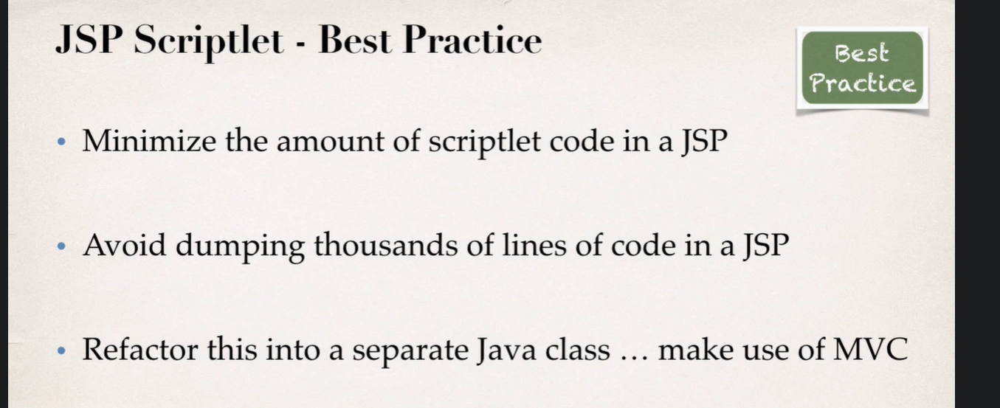 JSP Scriptlet - Best Practice
Best
Practice
• Minimize the amount of scriptlet code in a JSP
• Avoid dumping thousands of lines of code in a JSP
• Refactor this into a separate Java class … make use of MVC